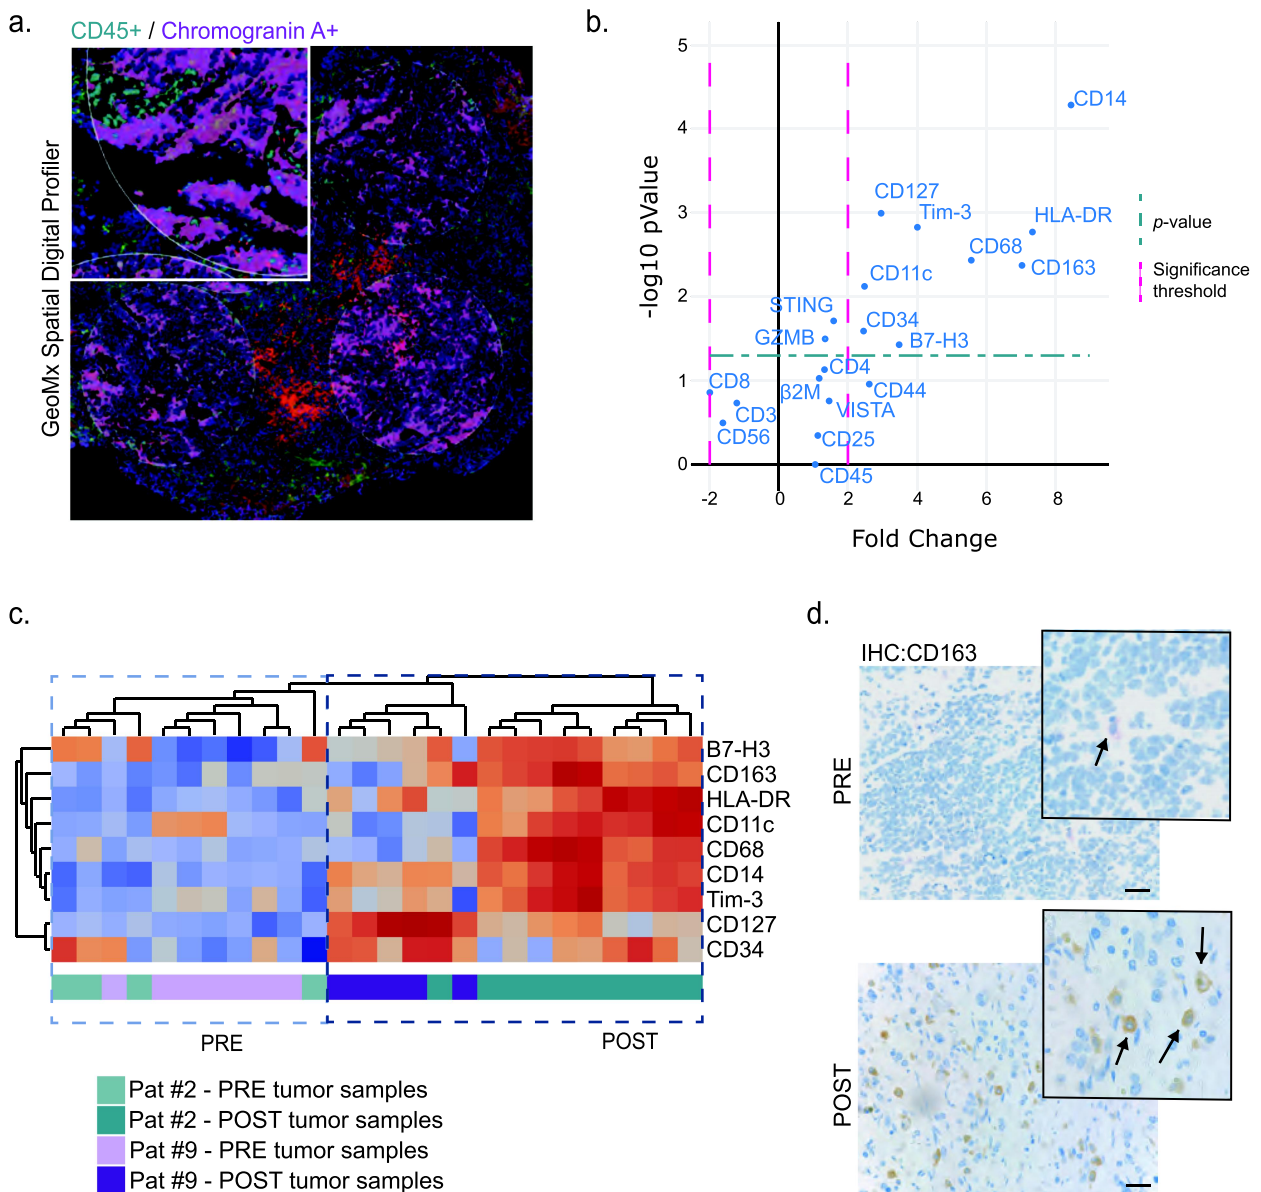 a.
CD45+ / Chromogranin A+
GeoMx Spatial Digital Profiler
b.
-log10 pValue
5
4
3
2
1
0
-2
0
2
4
6
8
Fold Change
CD14
CD127
Tim-3
HLA-DR
CD68
CD163
CD11c
STING
CD34
GZMB
B7-H3
CD4
CD8
β2M
CD44
CD3
VISTA
CD56
CD25
CD45
p-value
Significance
threshold
c.
B7-H3
CD163
HLA-DR
CD11c
CD68
CD14
Tim-3
CD127
CD34
PRE
POST
Pat #2 - PRE tumor samples
Pat #2 - POST tumor samples
Pat #9 - PRE tumor samples
Pat #9 - POST tumor samples
d.
IHC:CD163
PRE
POST